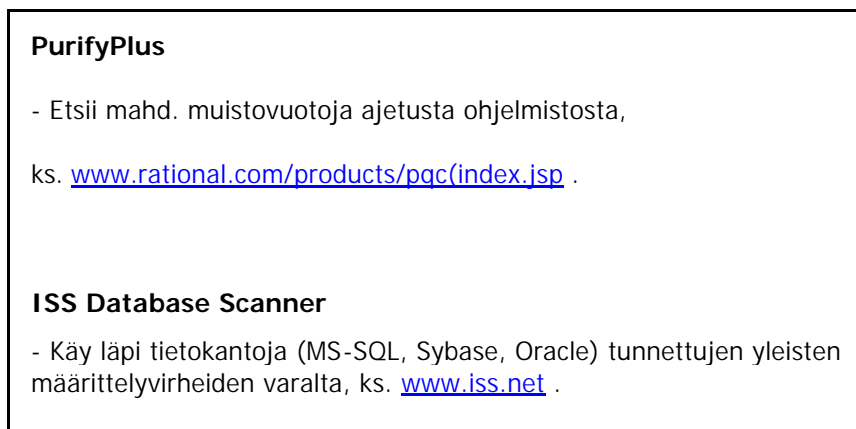 PurifyPlus
- Etsii mahd. muistovuotoja ajetusta ohjelmistosta,
ks. www.rational.com/products/pqc(index.jsp .
ISS Database Scanner
- Käy läpi tietokantoja (MS-SQL, Sybase, Oracle) tunnettujen yleisten
määrittelyvirheiden varalta, ks. www.iss.net .